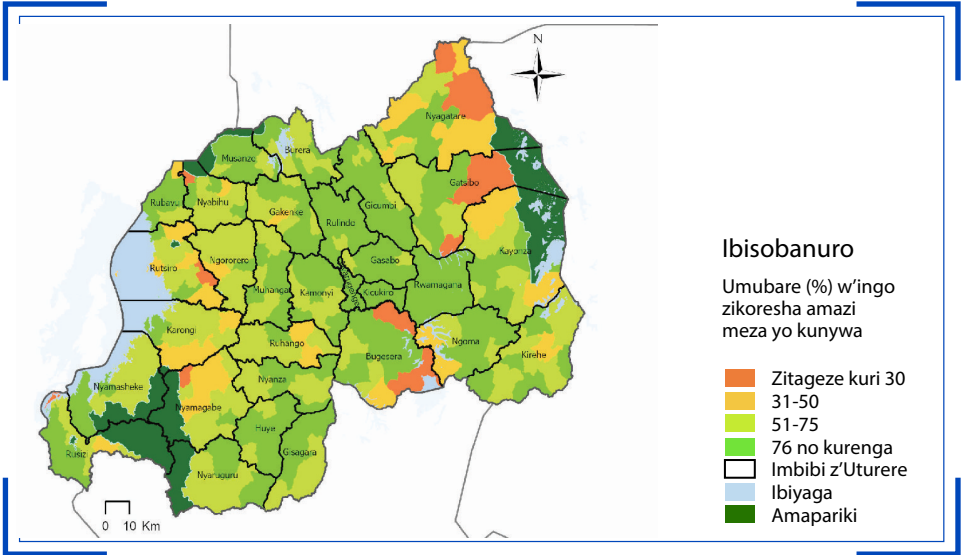 N
Nyagatare
Burera
Musanze
Gatsibo
Rubavu
Nyabihu
Gakenke
Gicumbi
Rulindo
Kayonza
Rutsiro
Ngororero
Gasabo
Rwamagana
Muhanga
Kamonyi
Nyarugenge
Kicukiro
Karongi
Ruhango
Bugesera
Ngoma
Kirehe
Nyamasheke
Nyanza
Nyamagabe
Huye
Gisagara
Rusizi
Nyaruguru
0 10 Km
Ibisobanuro
Umubare (%) w’ingo
zikoresha amazi
meza yo kunywa
Zitageze kuri 30
31-50
51-75
76 no kurenga
Imbibi z’Uturere
Ibiyaga
Amapariki